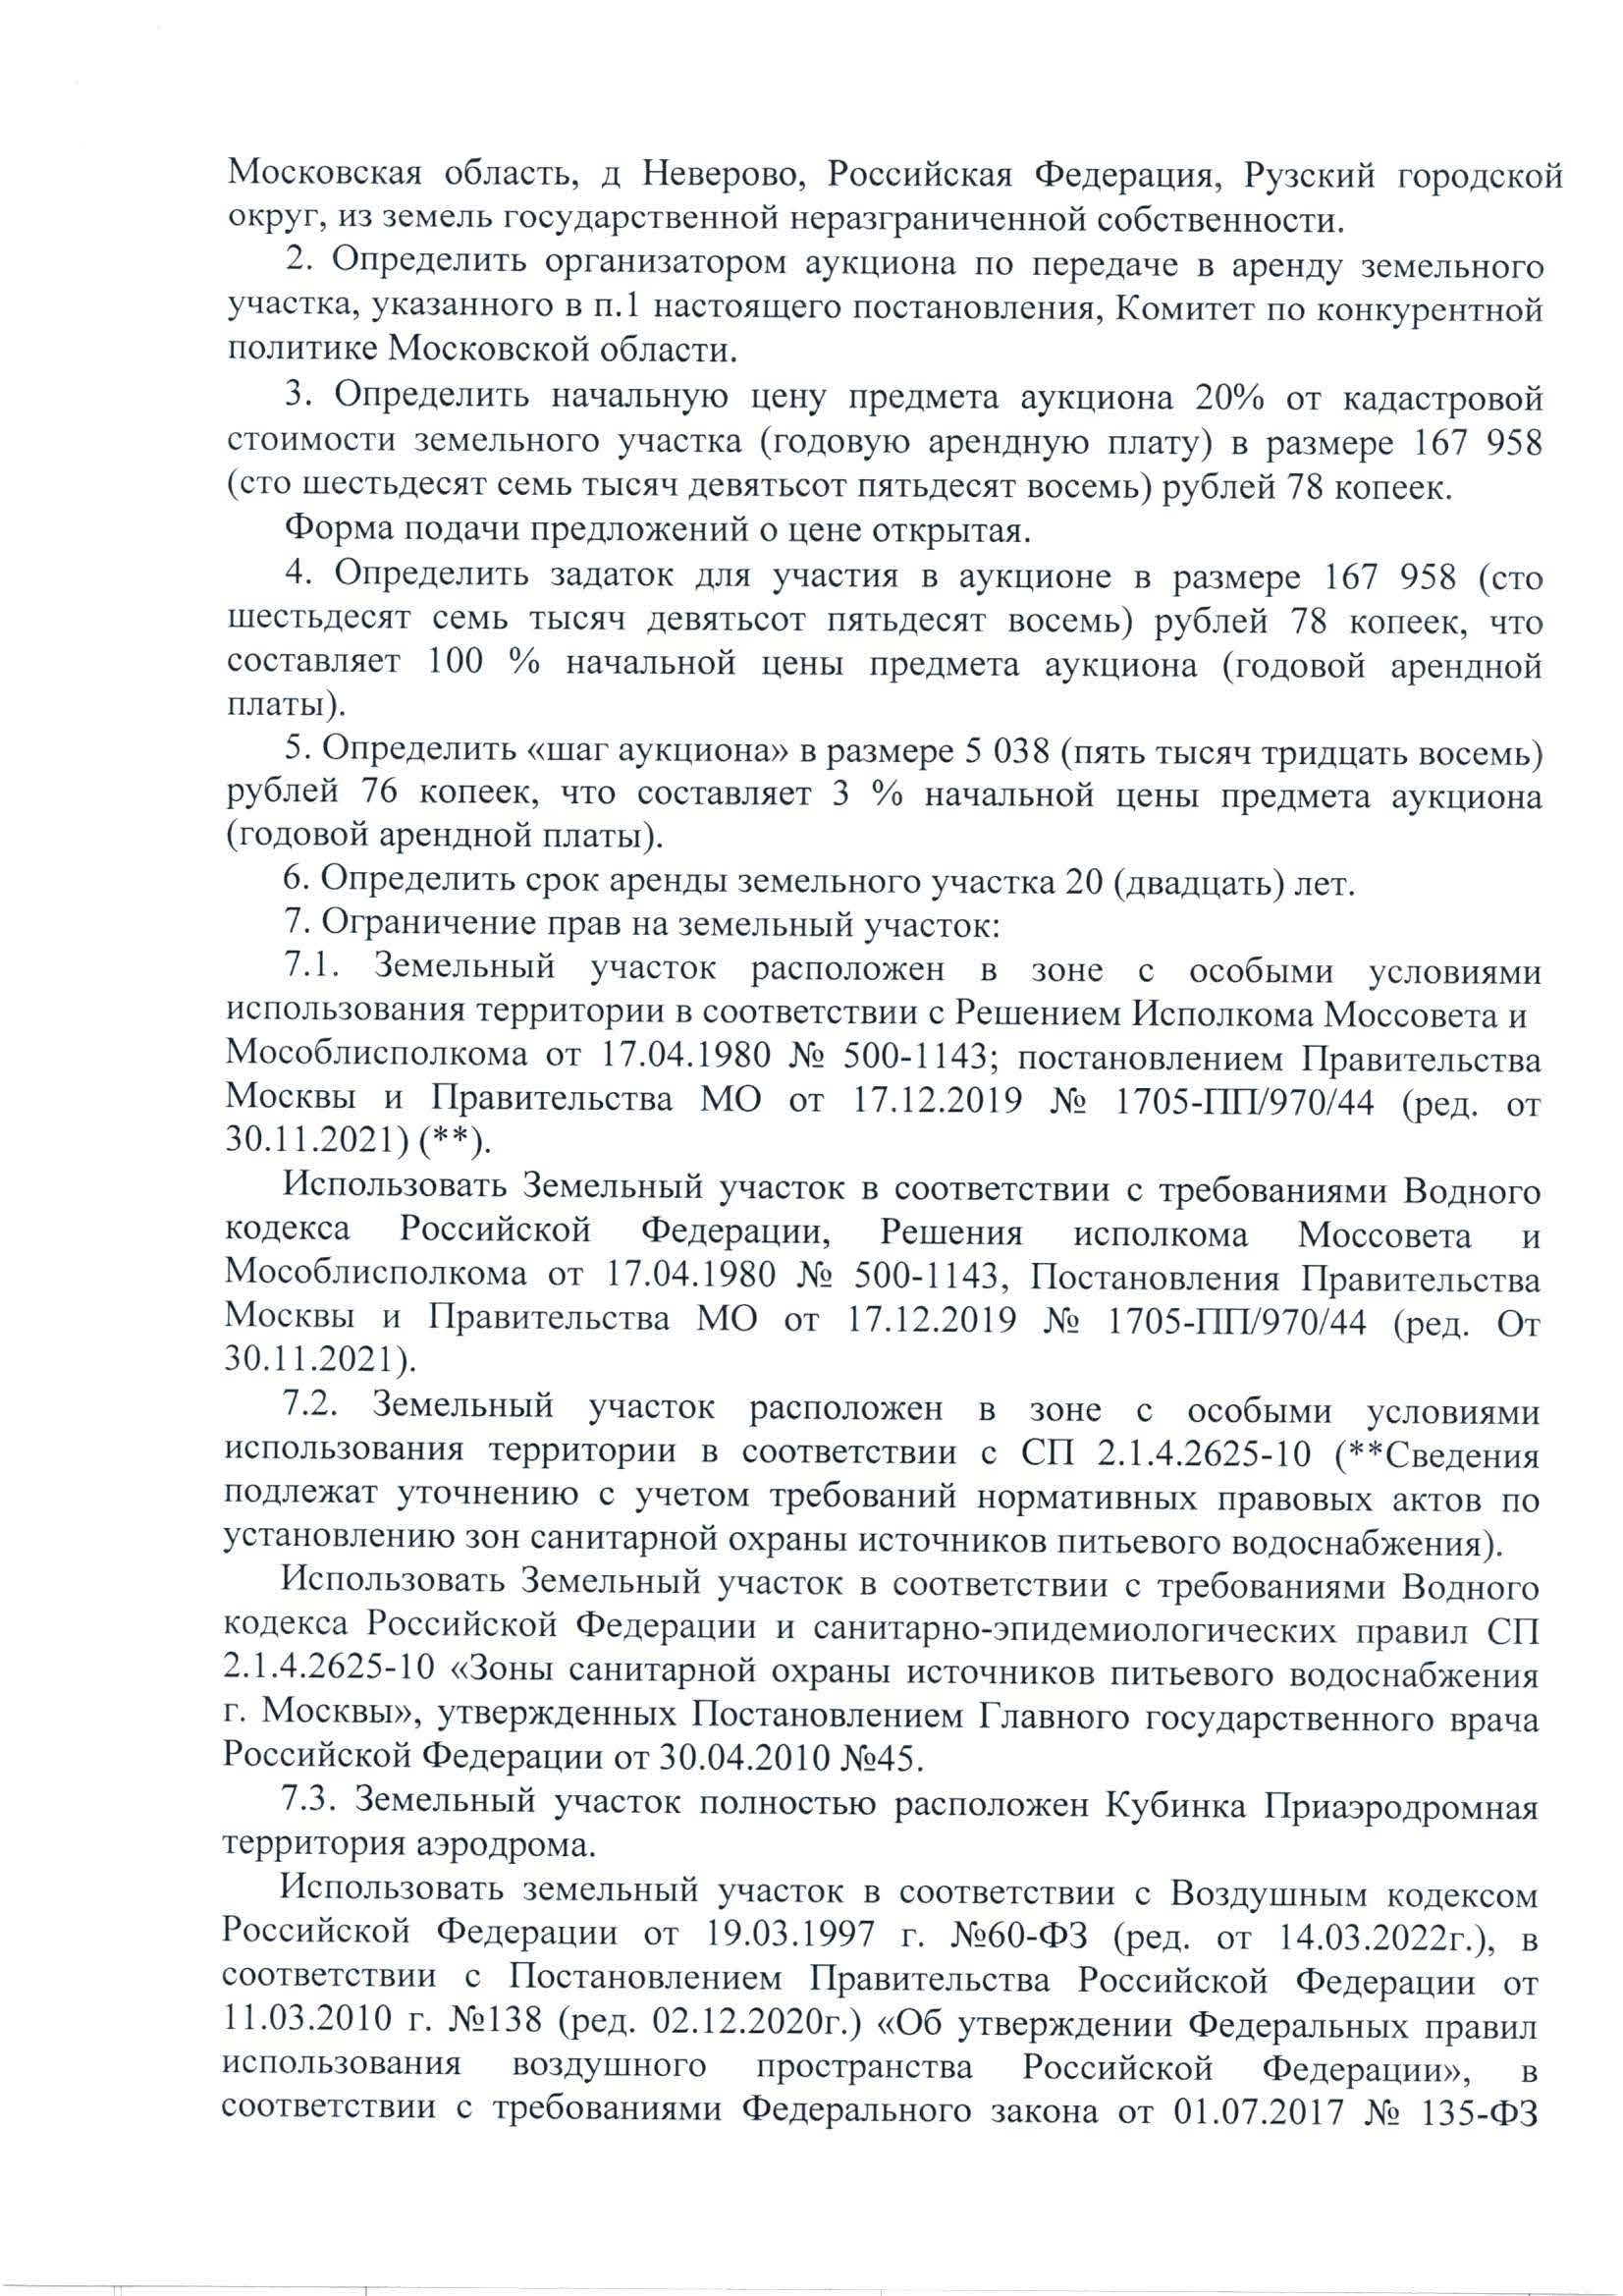 Московская область, д Неверово, Российская Федерация, Рузский городской
округ, из земель государственной неразграниченной собственности.
2. Определить организатором аукциона по передаче в аренду земельного
участка, указанного в п.1 настоящего постановления, Комитет по конкурентной
политике Московской области.
3. Определить начальную цену предмета аукциона 20% от кадастровой
стоимости земельного участка (годовую арендную плату) в размере 167 958
(сто шестьдесят семь тысяч девятьсот пятьдесят восемь) рублей 78 копеек.
Форма подачи предложений о цене открытая.
4. Определить задаток для участия в аукционе в размере 167 958 (сто
шестьдесят семь тысяч девятьсот пятьдесят восемь) рублей 78 копеек, что
составляет 100 % начальной цены предмета аукциона (годовой арендной
платы).
5. Определить «шаг аукциона» в размере 5 038 (пять тысяч тридцать восемь)
рублей 76 копеек, что составляет 3 % начальной цены предмета аукциона
(годовой арендной платы).
6. Определить срок аренды земельного участка 20 (двадцать) лет.
7. Ограничение прав на земельный участок:
7.1. Земельный участок расположен в зоне с особыми условиями
использования территории в соответствии с Решением Исполкома Моссовета и
Мособлисполкома от 17.04.1980 № 500-1143; постановлением Правительства
Москвы и Правительства МО от 17.12.2019 № 1705-ПП/970/44 (ред. от
30.11.2021) (**).
Использовать Земельный участок в соответствии с требованиями Водного
кодекса Российской Федерации, Решения исполкома Моссовета и
Мособлисполкома от 17.04.1980 № 500-1143, Постановления Правительства
Москвы и Правительства МО от 17.12.2019 № 1705-ПП/970/44 (ред. От
30.11.2021).
7.2. Земельный участок расположен в зоне с особыми условиями
использования территории в соответствии с СП 2.1.4.2625-10 (**Сведения
подлежат уточнению с учетом требований нормативных правовых актов по
установлению зон санитарной охраны источников питьевого водоснабжения).
Использовать Земельный участок в соответствии с требованиями Водного
кодекса Российской Федерации и санитарно-эпидемиологических правил СП
2.1.4.2625-10 «Зоны санитарной охраны источников питьевого водоснабжения
г. Москвы», утвержденных Постановлением Главного государственного врача
Российской Федерации от 30.04.2010 №45.
7.3. Земельный участок полностью расположен Кубинка Приаэродромная
территория аэродрома.
Использовать земельный участок в соответствии с Воздушным кодексом
Российской Федерации от 19.03.1997 г. №60-ФЗ (ред. от 14.03.2022г.), в
соответствии с Постановлением Правительства Российской Федерации от
11.03.2010 г. №138 (ред. 02.12.2020г.) «Об утверждении Федеральных правил
использования воздушного пространства Российской Федерации», в
соответствии с требованиями Федерального закона от 01.07.2017 № 135-ФЗ